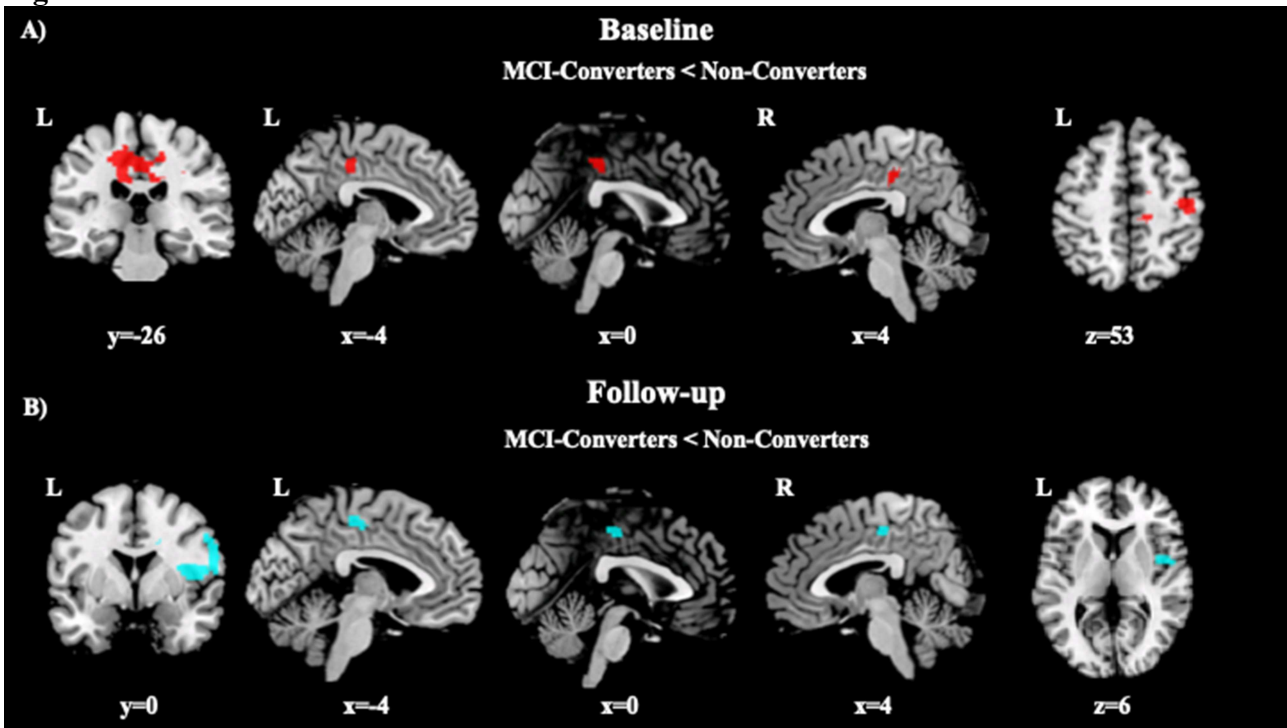 A)
Baseline
MCI-Converters < Non-Converters
L L R L
y=-26 x=-4 x=0 x=4 z=53
B)
Follow-up
MCI-Converters < Non-Converters
L L R L
y=0 x=-4 x=0 x=4 z=6